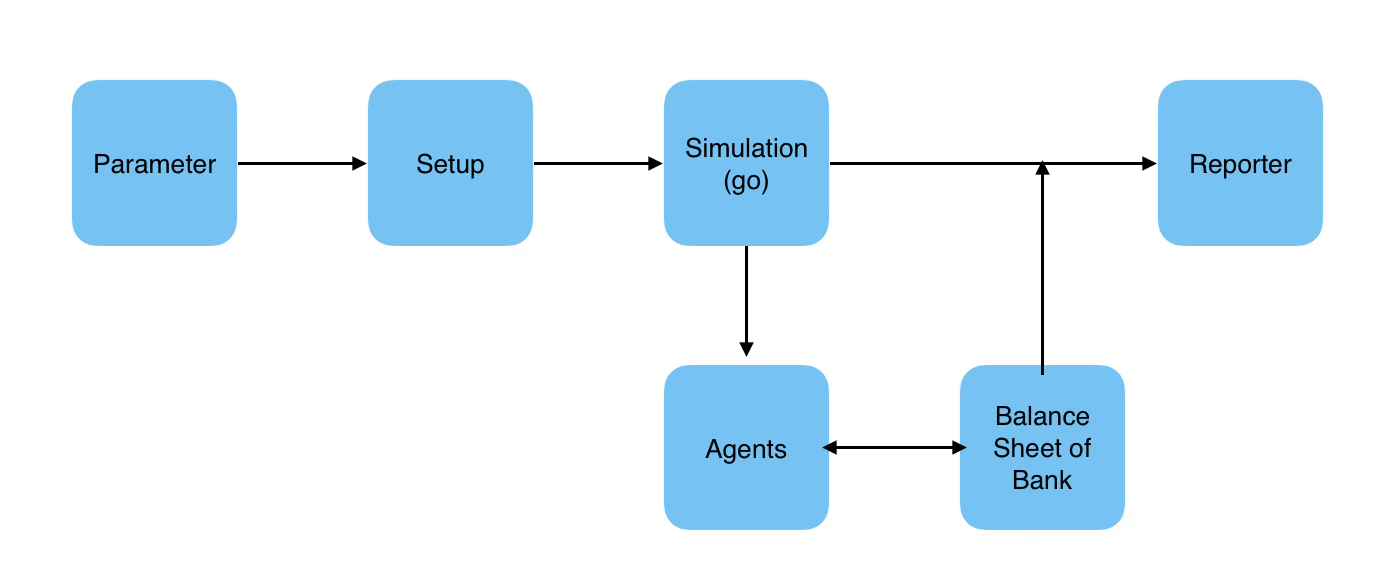 Parameter
Setup
Simulation
(go)
Reporter
Agents
Balance
Sheet of
Bank